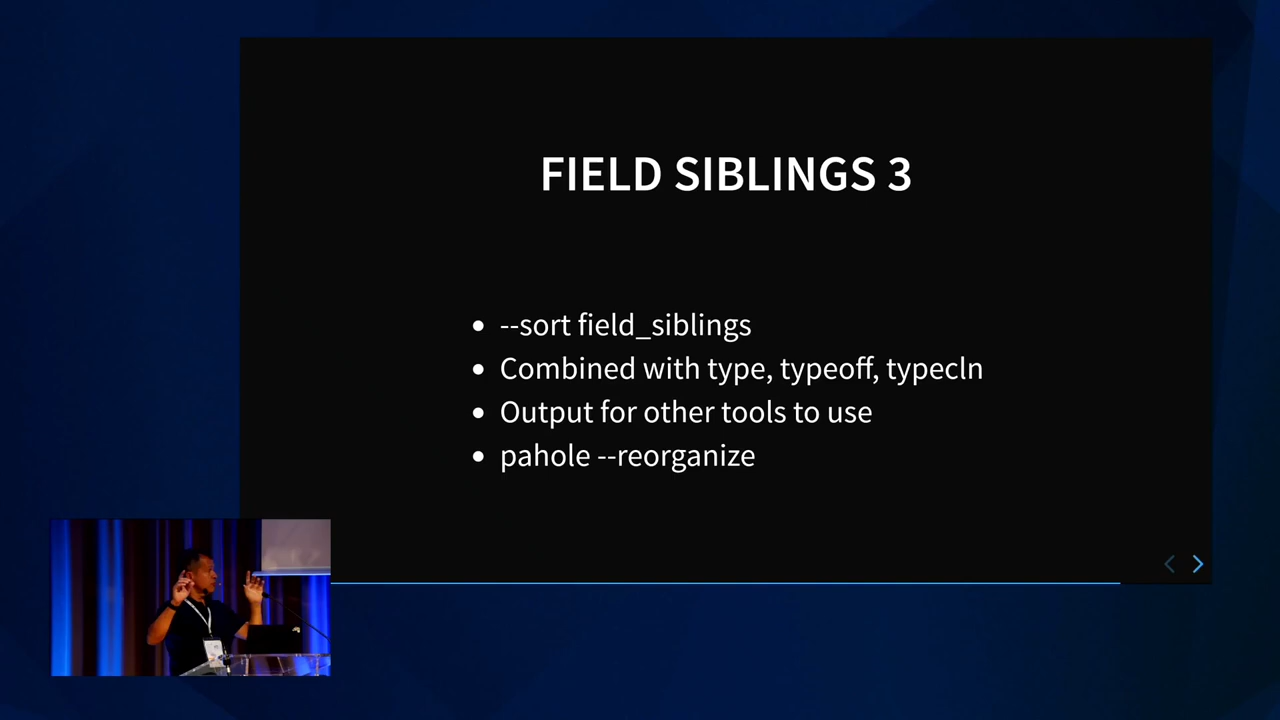 FIELD SIBLINGS 3
--sort field_siblings
Combined with type, typeoff, typecln
Output for other tools to use
pahole --reorganize